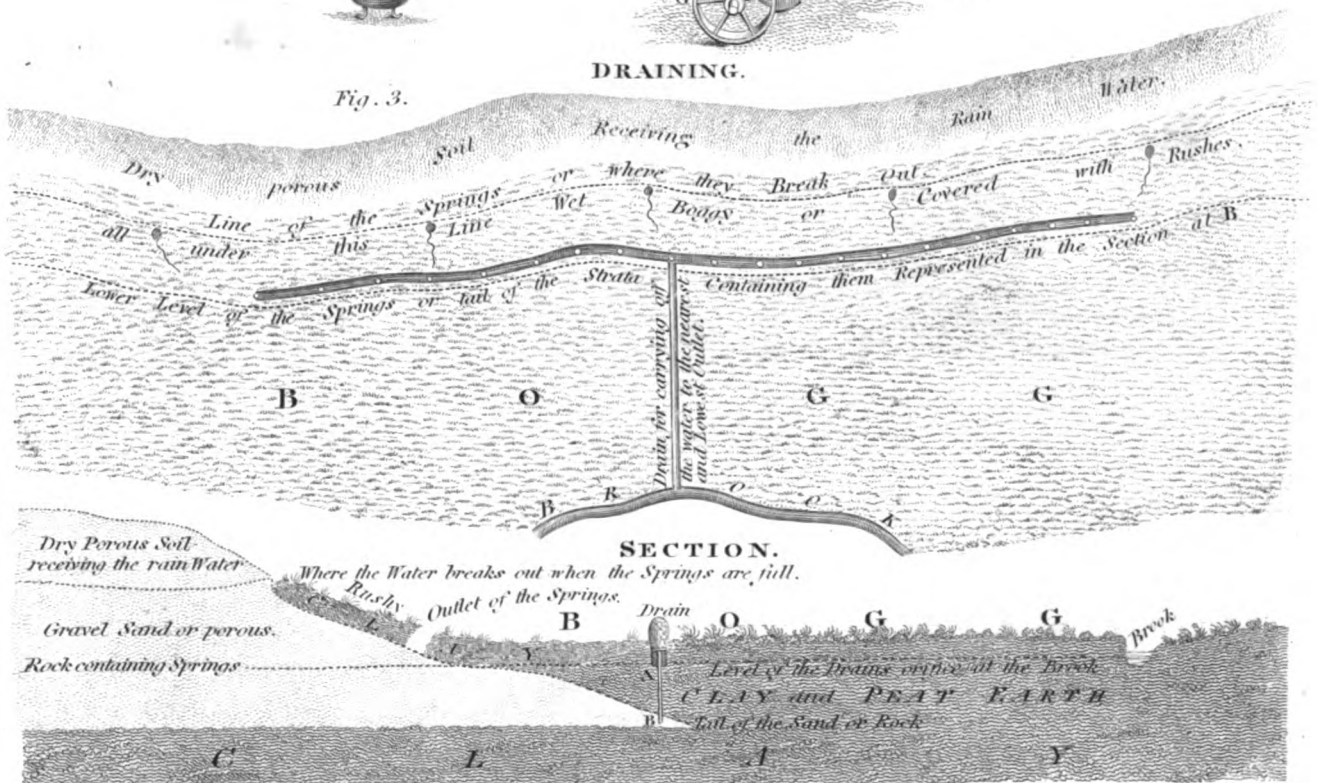 DRAINING.
Fig. 3.
Dry porous Soil Receiving the Rain Water.
Line of the Springs or where they Break Out.
all under this Line Wet Boggs or Covered with Rushes.
Lower Level of the Springs or tail of the Strata Containing them Represented in the Section at B
Drain for carrying off
the water to the nearest
and Lowest Outlet.
B O G G
BROOK
SECTION.
Dry Porous Soil
receiving the rain Water
Where the Water breaks out when the Springs are full.
Rushy
Outlet of the Springs.
Drain
B O G G
Brook
C L A Y
Gravel Sand or porous.
Rock containing Springs
Level of the Drains orifice at the Brook
A
CLAY and PEAT EARTH
B
Tail of the Sand or Rock
C L A Y